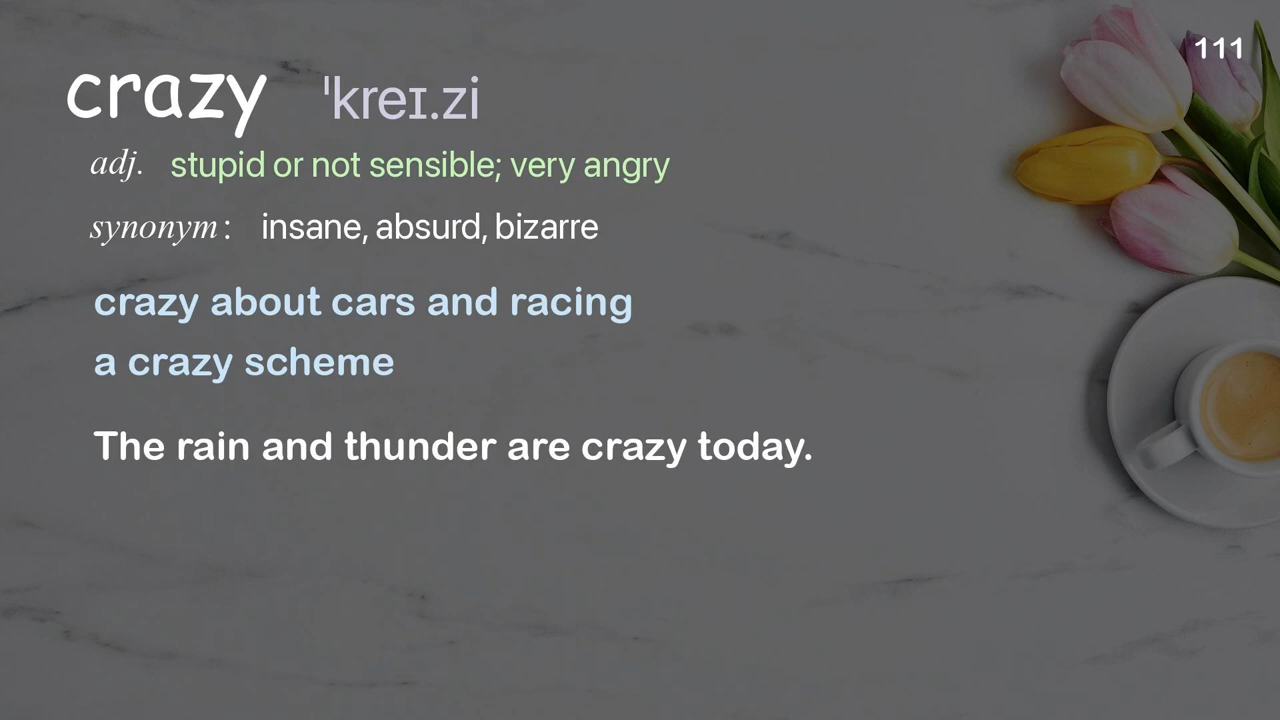 111
crazy ˈkreɪ.zi
adj. stupid or not sensible; very angry
synonym: insane, absurd, bizarre
crazy about cars and racing
a crazy scheme
The rain and thunder are crazy today.